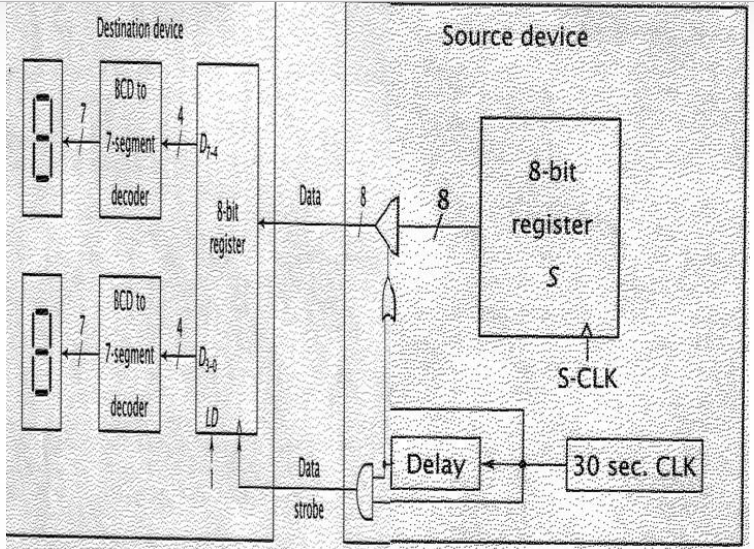 Destination device
Source device
BCD to
7-segment
decoder
7
4
D7-4
8-bit
register
Data
8
8
8-bit
register
S
S-CLK
BCD to
7-segment
decoder
7
4
D3-0
LD
1
Data
strobe
Delay
30 sec. CLK